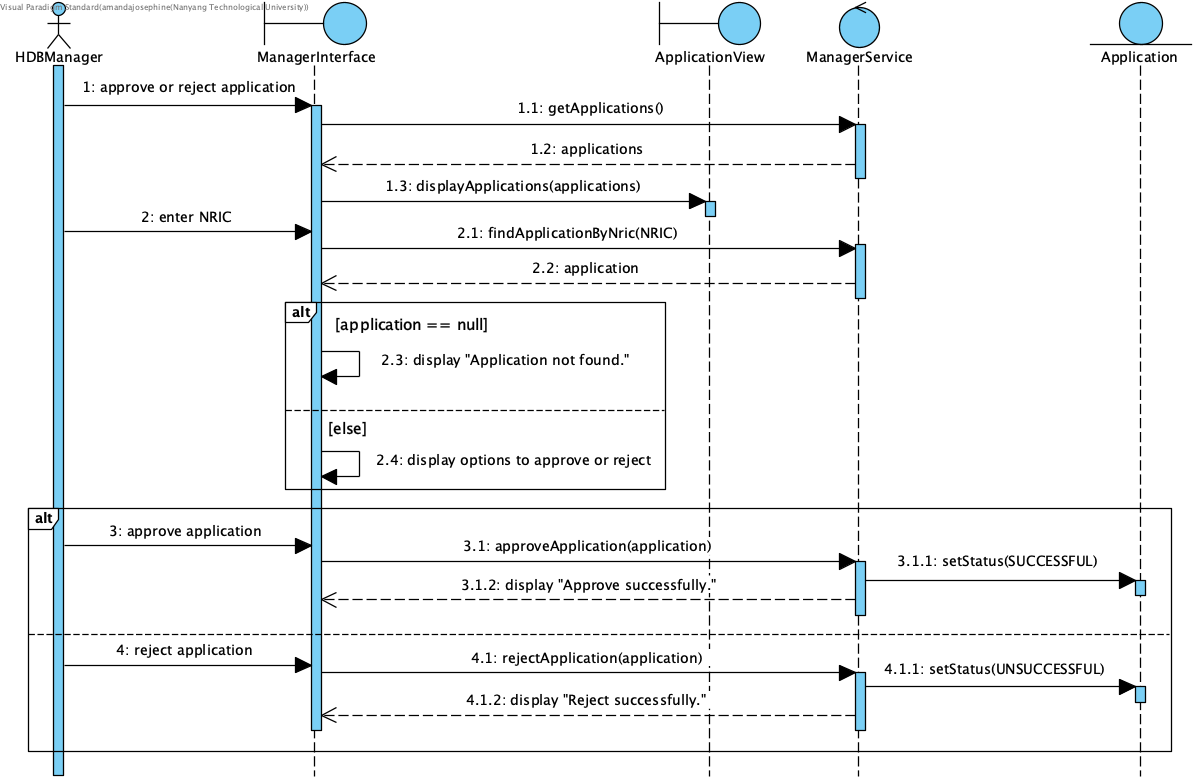 Visual Paradigm Standard(amandajosephine(Nanyang Technological University))
HDBManager
ManagerInterface
ApplicationView
ManagerService
Application
1: approve or reject application
1.1: getApplications()
1.2: applications
1.3: displayApplications(applications)
2: enter NRIC
2.1: findApplicationByNric(NRIC)
2.2: application
alt
[application == null]
2.3: display "Application not found."
[else]
2.4: display options to approve or reject
alt
3: approve application
3.1: approveApplication(application)
3.1.1: setStatus(SUCCESSFUL)
3.1.2: display "Approve successfully."
4: reject application
4.1: rejectApplication(application)
4.1.1: setStatus(UNSUCCESSFUL)
4.1.2: display "Reject successfully."